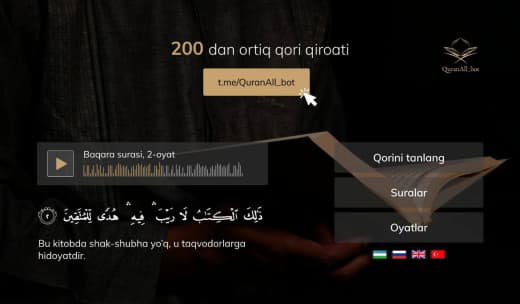 200 dan ortiq qori qiroati
t.me/QuranAll_bot
QuranAll_bot
Baqara surasi, 2-oyat
Qorini tanlang
Suralar
ذَٰلِكَ ٱلْكِتَٰبُ لَا رَيْبَ ۛ فِيهِ ۛ هُدًى لِّلْمُتَّقِينَ ٢
Oyatlar
Bu kitobda shak-shubha yo‘q, u taqvodorlarga
hidoyatdir.